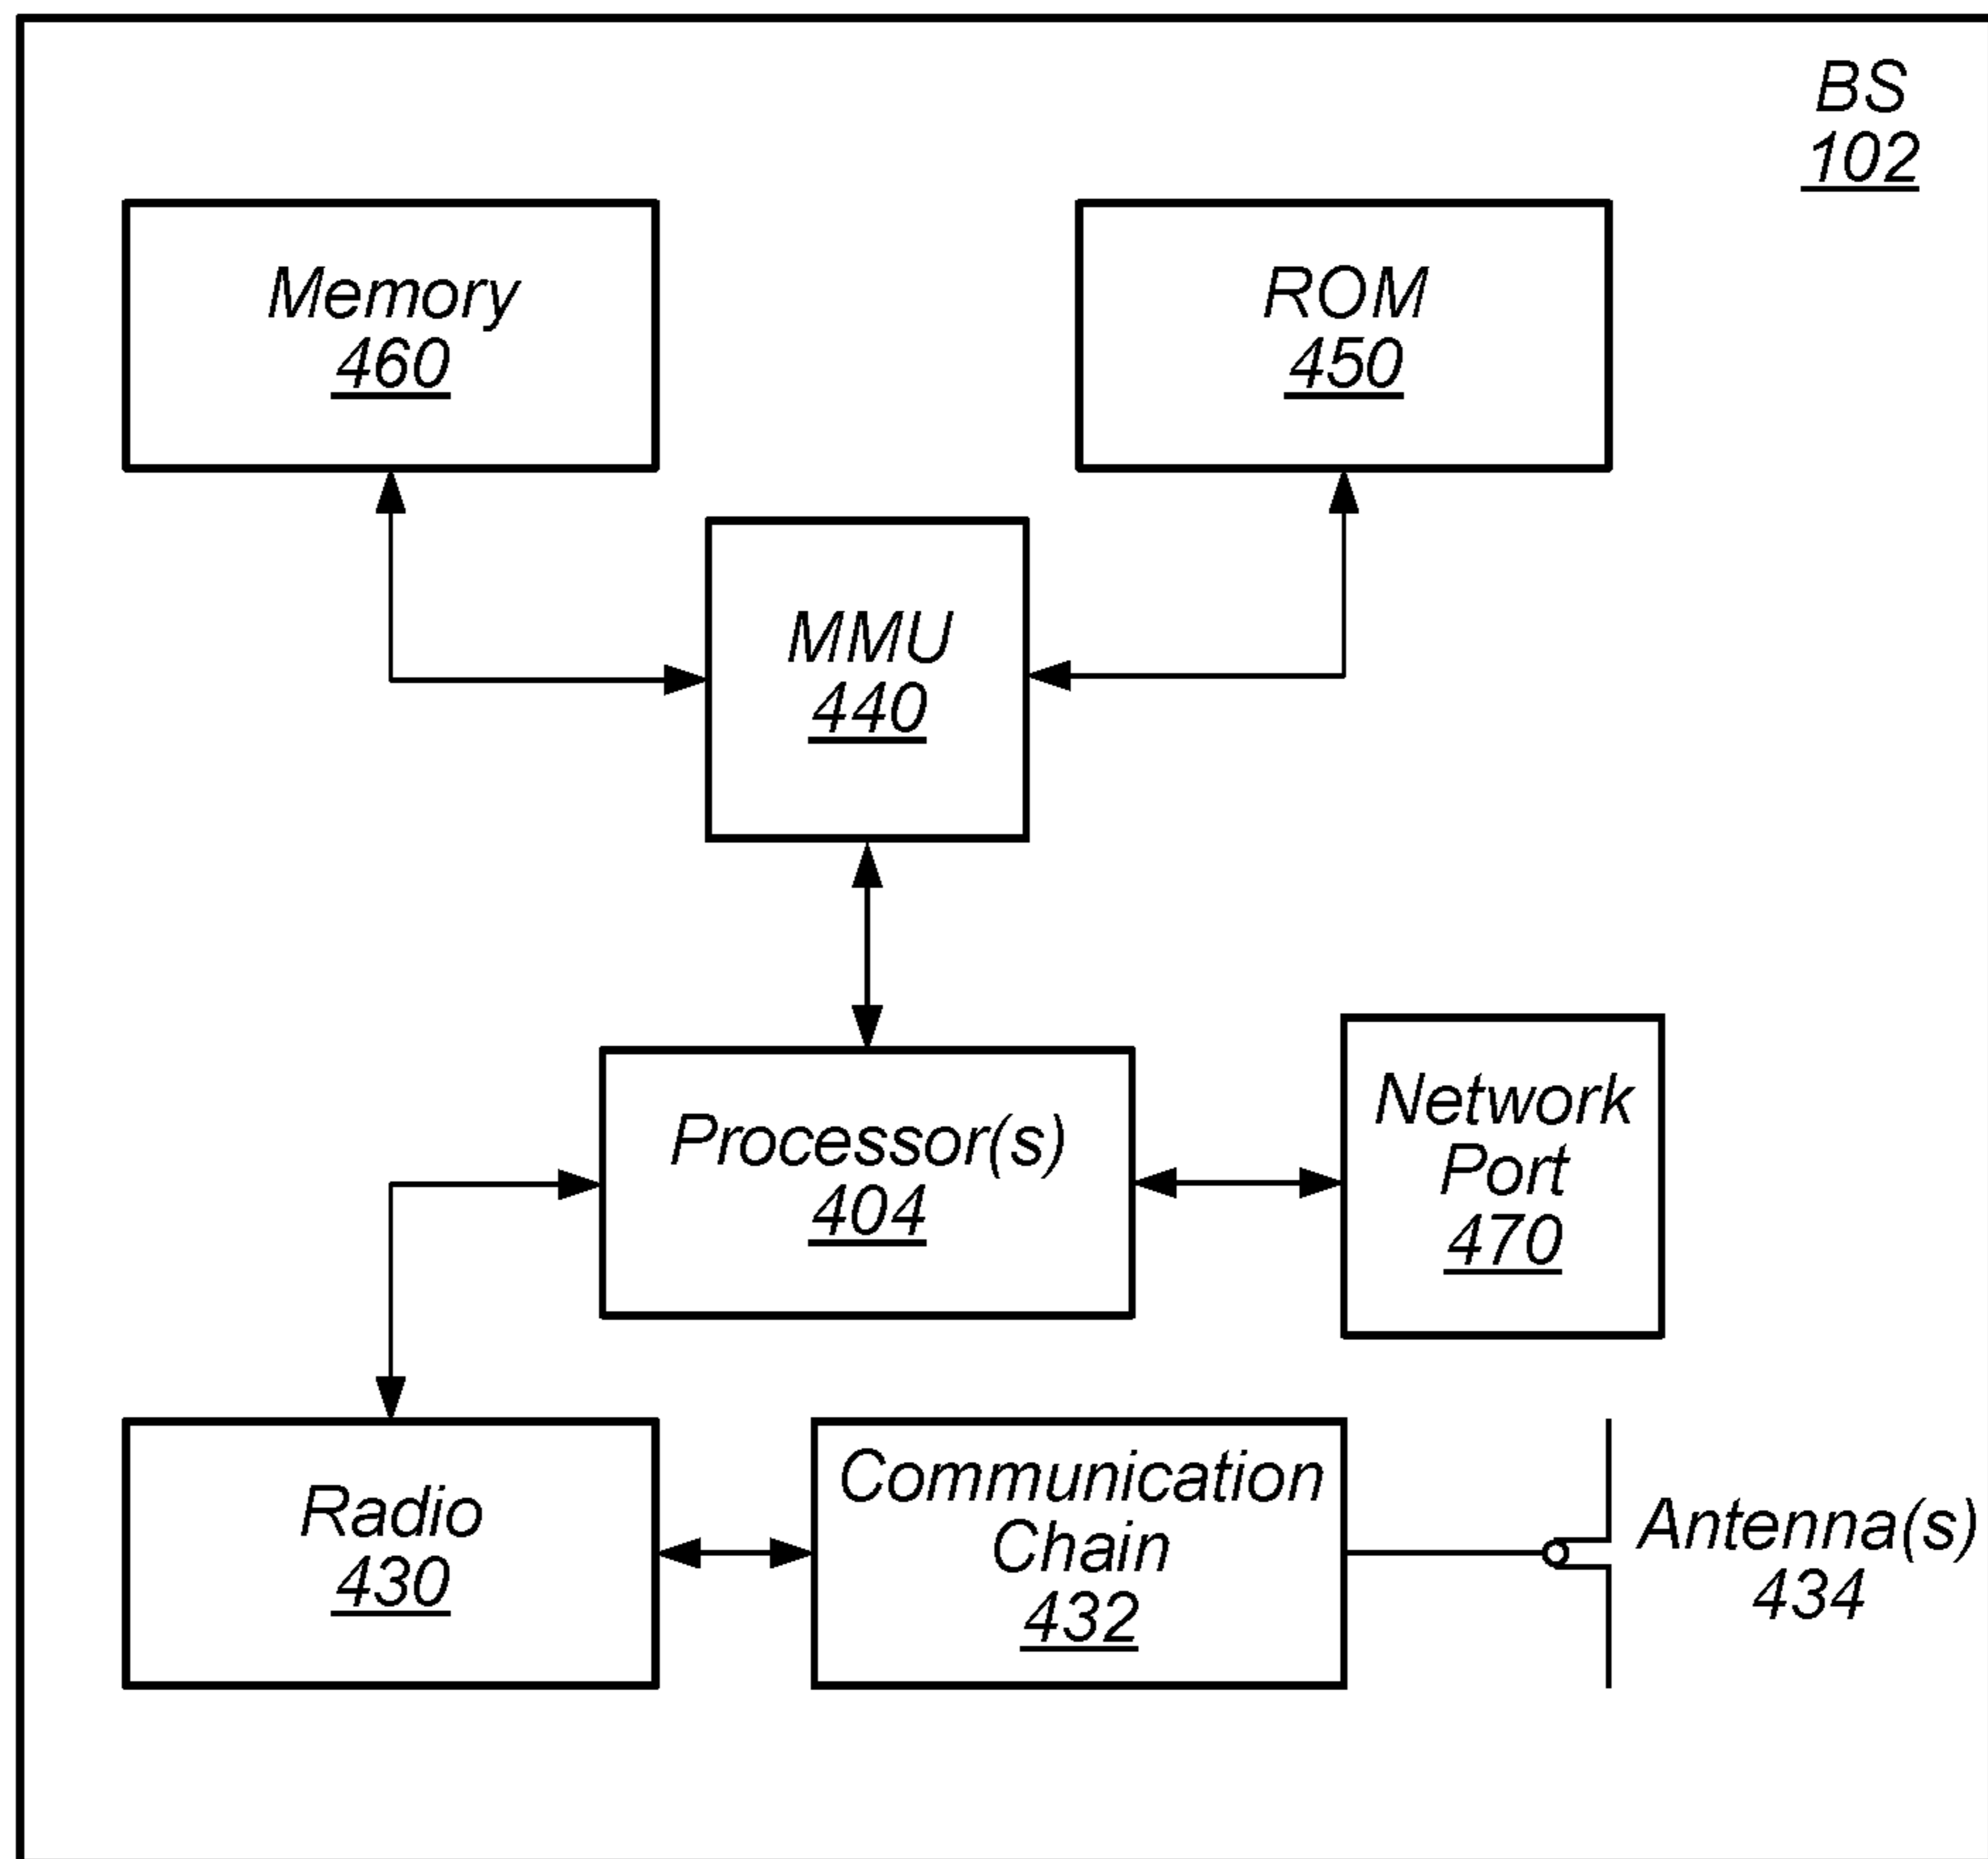 BS
102
Memory
460
ROM
450
MMU
440
Processor(s)
404
Network
Port
470
Radio
430
Communication
Chain
432
Antenna(s)
434